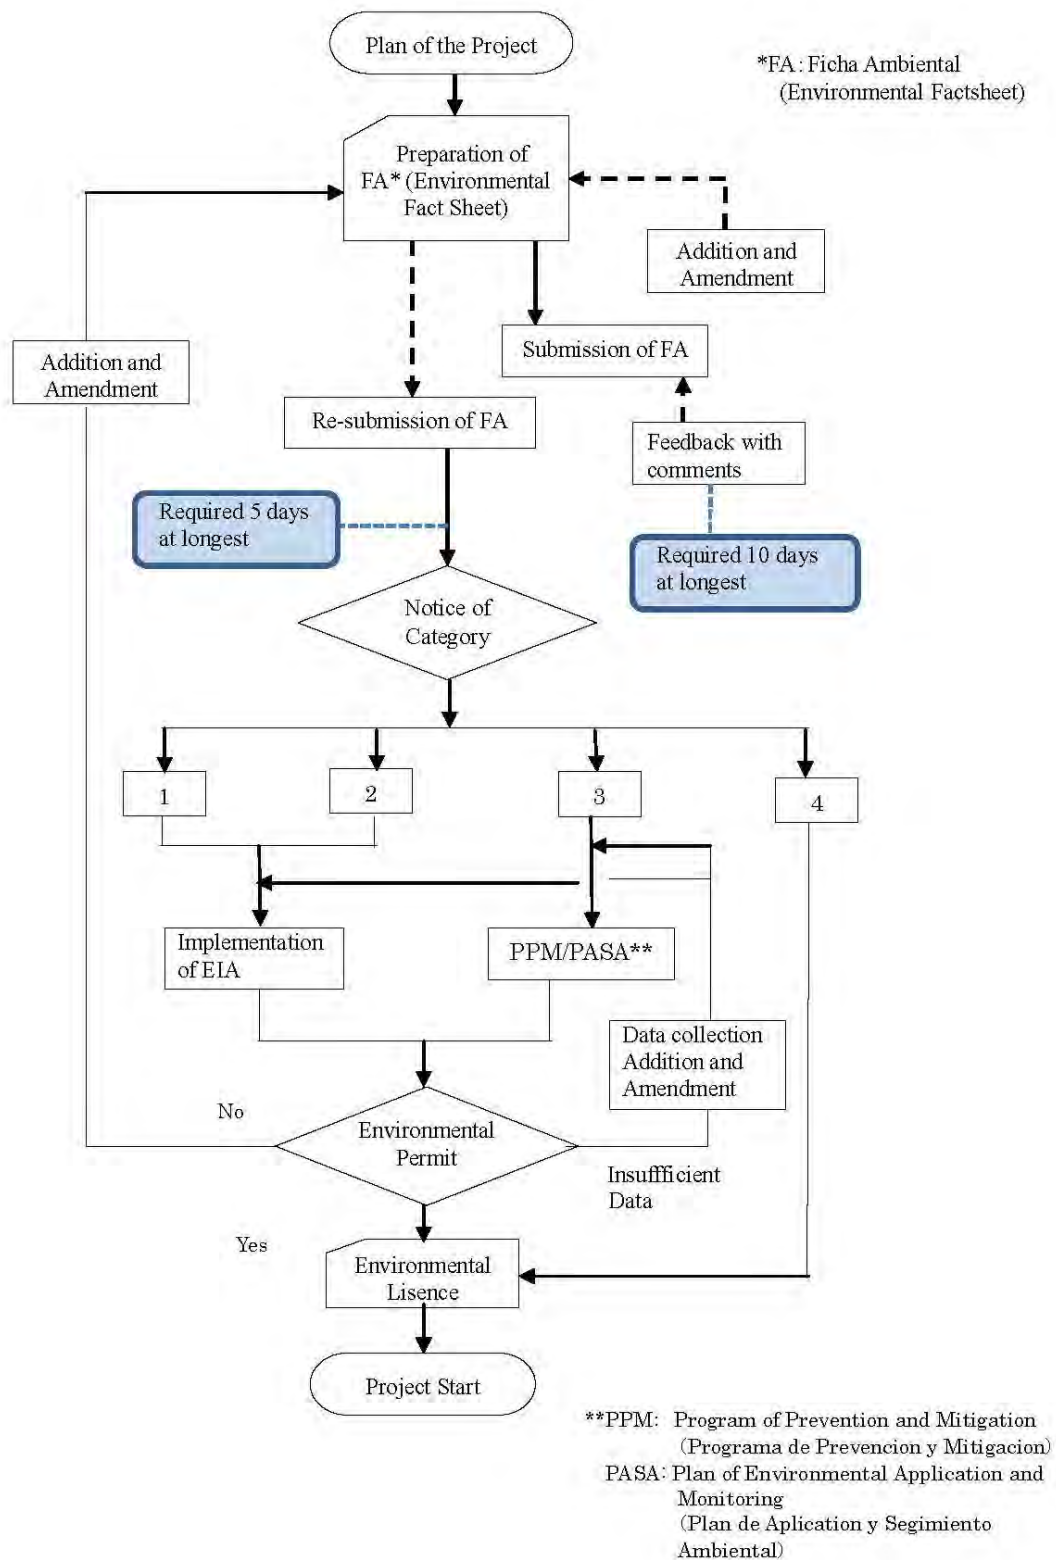 Plan of the Project
*FA: Ficha Ambiental
(Environmental Factsheet)
Preparation of
FA* (Environmental
Fact Sheet)
Addition and
Amendment
Submission of FA
Addition and
Amendment
Re-submission of FA
Feedback with
comments
Required 5 days
at longest
Required 10 days
at longest
Notice of
Category
1
2
3
4
Implementation
of EIA
PPM/PASA**
Data collection
Addition and
Amendment
No
Environmental
Permit
Insuffficient
Data
Yes
Environmental
Lisence
Project Start
**PPM: Program of Prevention and Mitigation
(Programa de Prevencion y Mitigacion)
PASA: Plan of Environmental Application and
Monitoring
(Plan de Aplication y Segimiento
Ambiental)